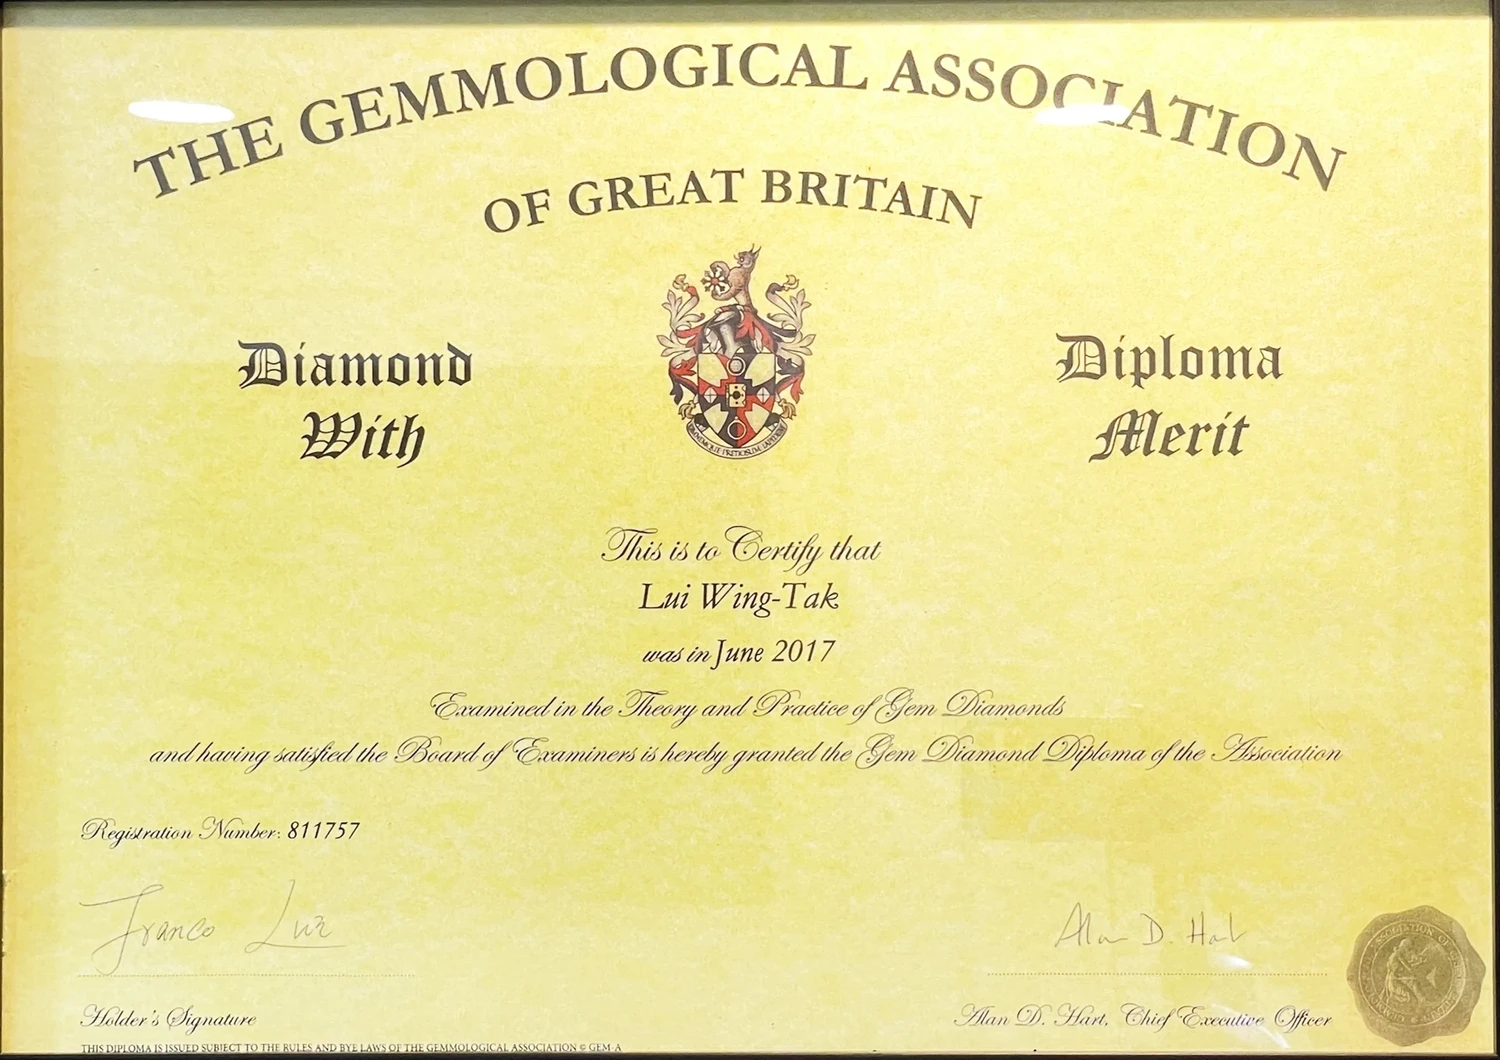 THE GEMMOLOGICAL ASSOCIATION
OF GREAT BRITAIN
Diamond Diploma
With Merit
This is to Certify that
Lui Wing-Tak
was in June 2017
Examined in the Theory and Practice of Gem Diamonds
and having satisfied the Board of Examiners is hereby granted the Gem Diamond Diploma of the Association
Registration Number: 811757
Franco Alan D. Hart
Holder's Signature Alan D. Hart, Chief Executive Officer
THIS DIPLOMA IS ISSUED SUBJECT TO THE RULES AND BYE LAWS OF THE GEMMOLOGICAL ASSOCIATION © GEM-A